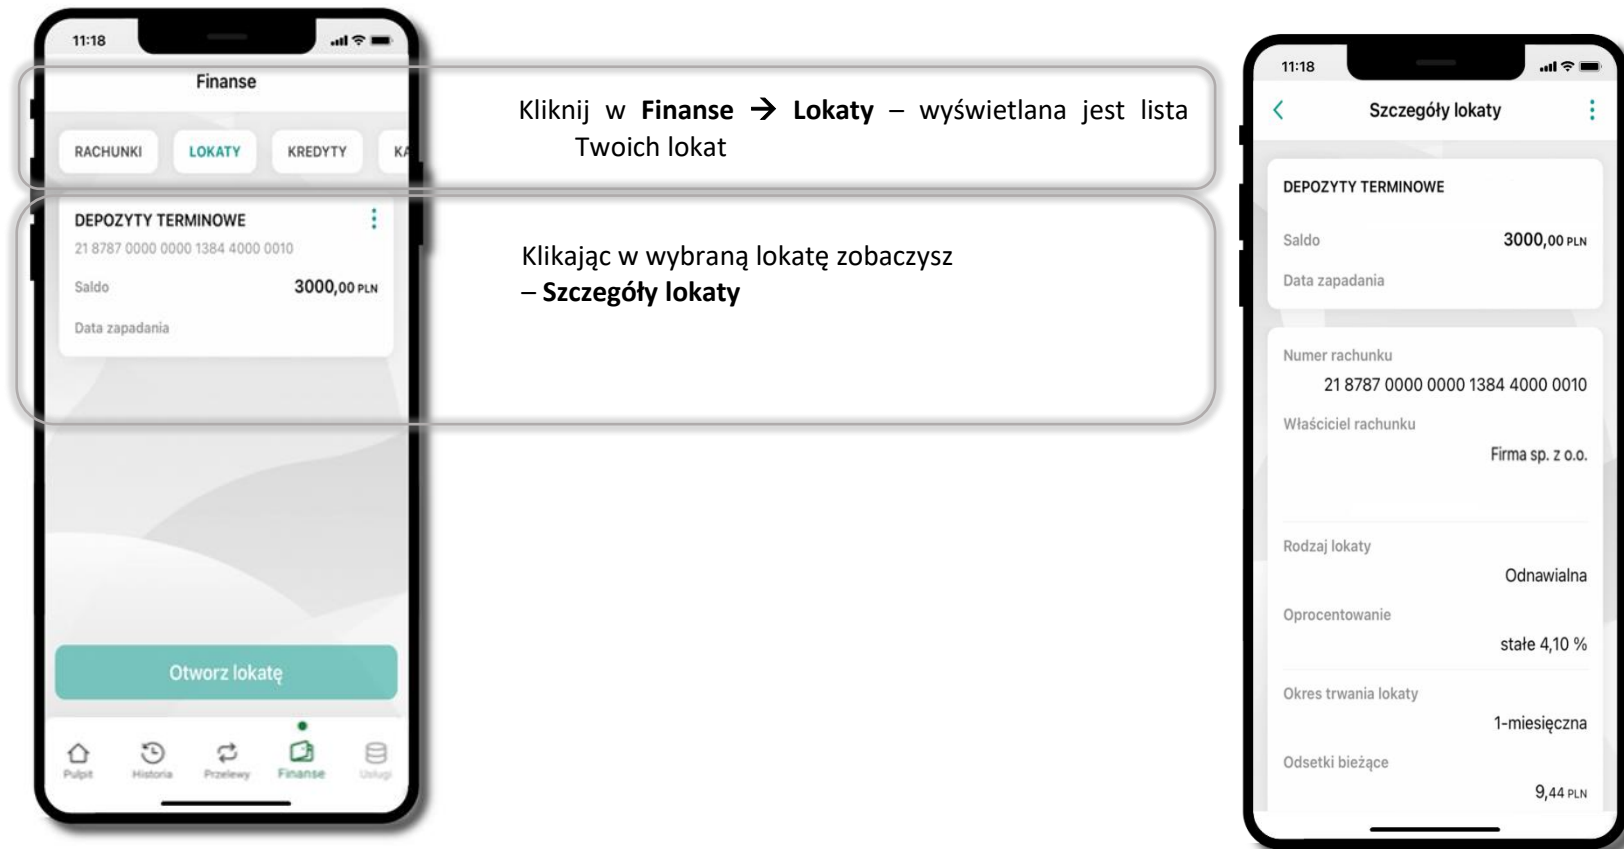 11:18
Finanse
RACHUNKI LOKATY KREDYTY KA
DEPOZYTY TERMINOWE
21 8787 0000 0000 1384 4000 0010
Saldo 3000,00 PLN
Data zapadania
Otworz lokatę
Pulpit Historia Przelewy Finanse Usługi
Kliknij w Finanse → Lokaty – wyświetlana jest lista
Twoich lokat
Klikając w wybraną lokatę zobaczysz
– Szczegóły lokaty
11:18
Szczegóły lokaty
DEPOZYTY TERMINOWE
Saldo 3000,00 PLN
Data zapadania
Numer rachunku
21 8787 0000 0000 1384 4000 0010
Właściciel rachunku
Firma sp. z o.o.
Rodzaj lokaty
Odnawialna
Oprocentowanie
stałe 4,10 %
Okres trwania lokaty
1-miesięczna
Odsetki bieżące
9,44 PLN